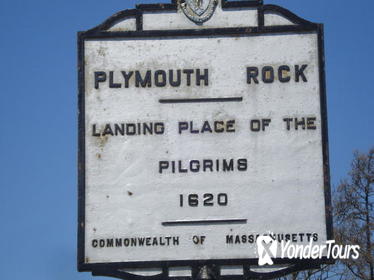 PLYMOUTH ROCK
LANDING PLACE OF THE
PILGRIMS
1620
COMMONWEALTH OF MASSACHUSETTS
YonderTours